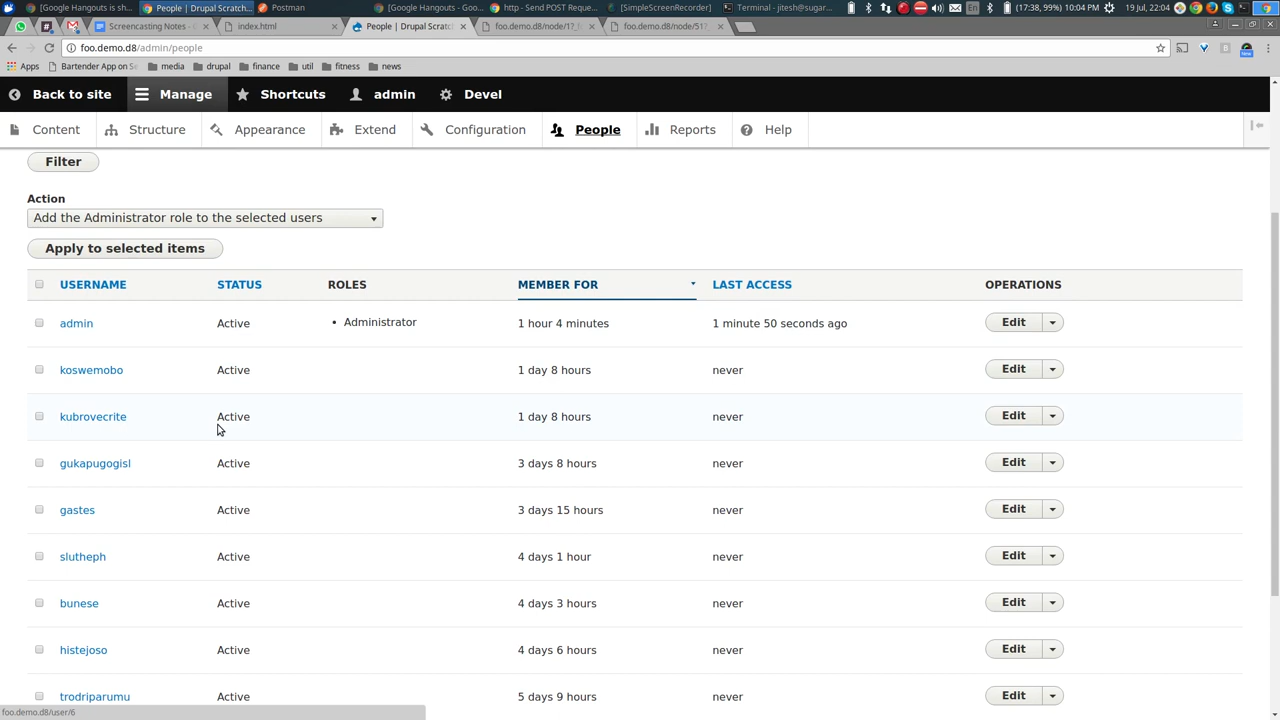 [Google Hangouts is sh
People | Drupal Scratc...
Postman
[Google Hangouts - Goo...
http - Send POST Reque...
[SimpleScreenRecorder]
Terminal - jitesh@sugar...
En
(17:38, 99%) 10:04 PM
19 Jul, 22:04
Screencasting Notes - G
index.html
People | Drupal Scratc
foo.demo.d8/node/1?_f
foo.demo.d8/node/51?_
foo.demo.d8/admin/people
Apps
Bartender App on Se
media
drupal
finance
util
fitness
news
Back to site
Manage
Shortcuts
admin
Devel
Content
Structure
Appearance
Extend
Configuration
People
Reports
Help
Filter
Action
Add the Administrator role to the selected users
Apply to selected items
USERNAME STATUS ROLES MEMBER FOR LAST ACCESS OPERATIONS
admin Active • Administrator 1 hour 4 minutes 1 minute 50 seconds ago Edit
koswemobo Active 1 day 8 hours never Edit
kubrovecrite Active 1 day 8 hours never Edit
gukapugogisl Active 3 days 8 hours never Edit
gastes Active 3 days 15 hours never Edit
slutheph Active 4 days 1 hour never Edit
bunese Active 4 days 3 hours never Edit
histejoso Active 4 days 6 hours never Edit
trodriparumu Active 5 days 9 hours never Edit
foo.demo.d8/user/6